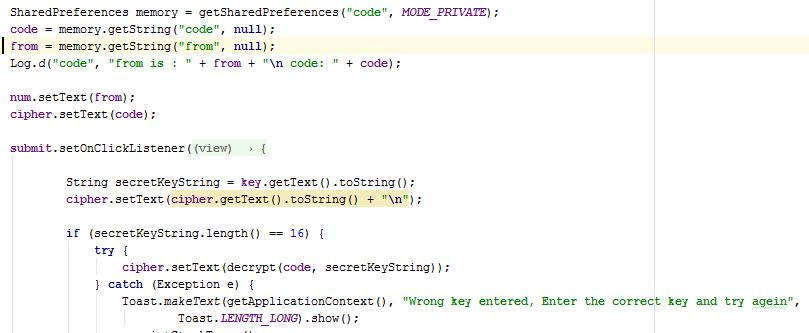 SharedPreferences memory = getSharedPreferences("code", MODE_PRIVATE);
code = memory.getString("code", null);
from = memory.getString("from", null);
Log.d("code", "from is : " + from + "\n code: " + code);
num.setText(from);
cipher.setText(code);
submit.setOnClickListener((view) → {
String secretKeyString = key.getText().toString();
cipher.setText(cipher.getText().toString() + "\n");
if (secretKeyString.length() == 16) {
try {
cipher.setText(decrypt(code, secretKeyString));
} catch (Exception e) {
Toast.makeText(getApplicationContext(), "Wrong key entered, Enter the correct key and try agein",
Toast.LENGTH_LONG).show();